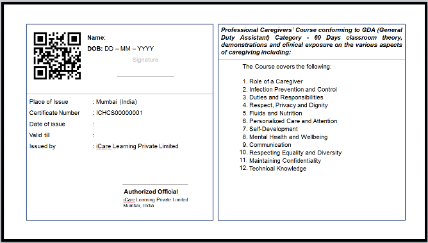 Name:
DOB: DD – MM – YYYY
Signature
Place of Issue : Mumbai (India)
Certificate Number : ICHCS00000001
Date of issue :
Valid till :
Issued by : iCare Learning Private Limited
Authorized Official
iCare Learning Private Limited
Mumbai, India
Professional Caregivers' Course conforming to GDA (General
Duty Assistant) Category - 60 Days classroom theory,
demonstrations and clinical exposure on the various aspects
of caregiving including:
The Course covers the following:
1. Role of a Caregiver
2. Infection Prevention and Control
3. Duties and Responsibilities
4. Respect, Privacy and Dignity
5. Fluids and Nutrition
6. Personalized Care and Attention
7. Self-Development
8. Mental Health and Wellbeing
9. Communication
10. Respecting Equality and Diversity
11. Maintaining Confidentiality
12. Technical Knowledge